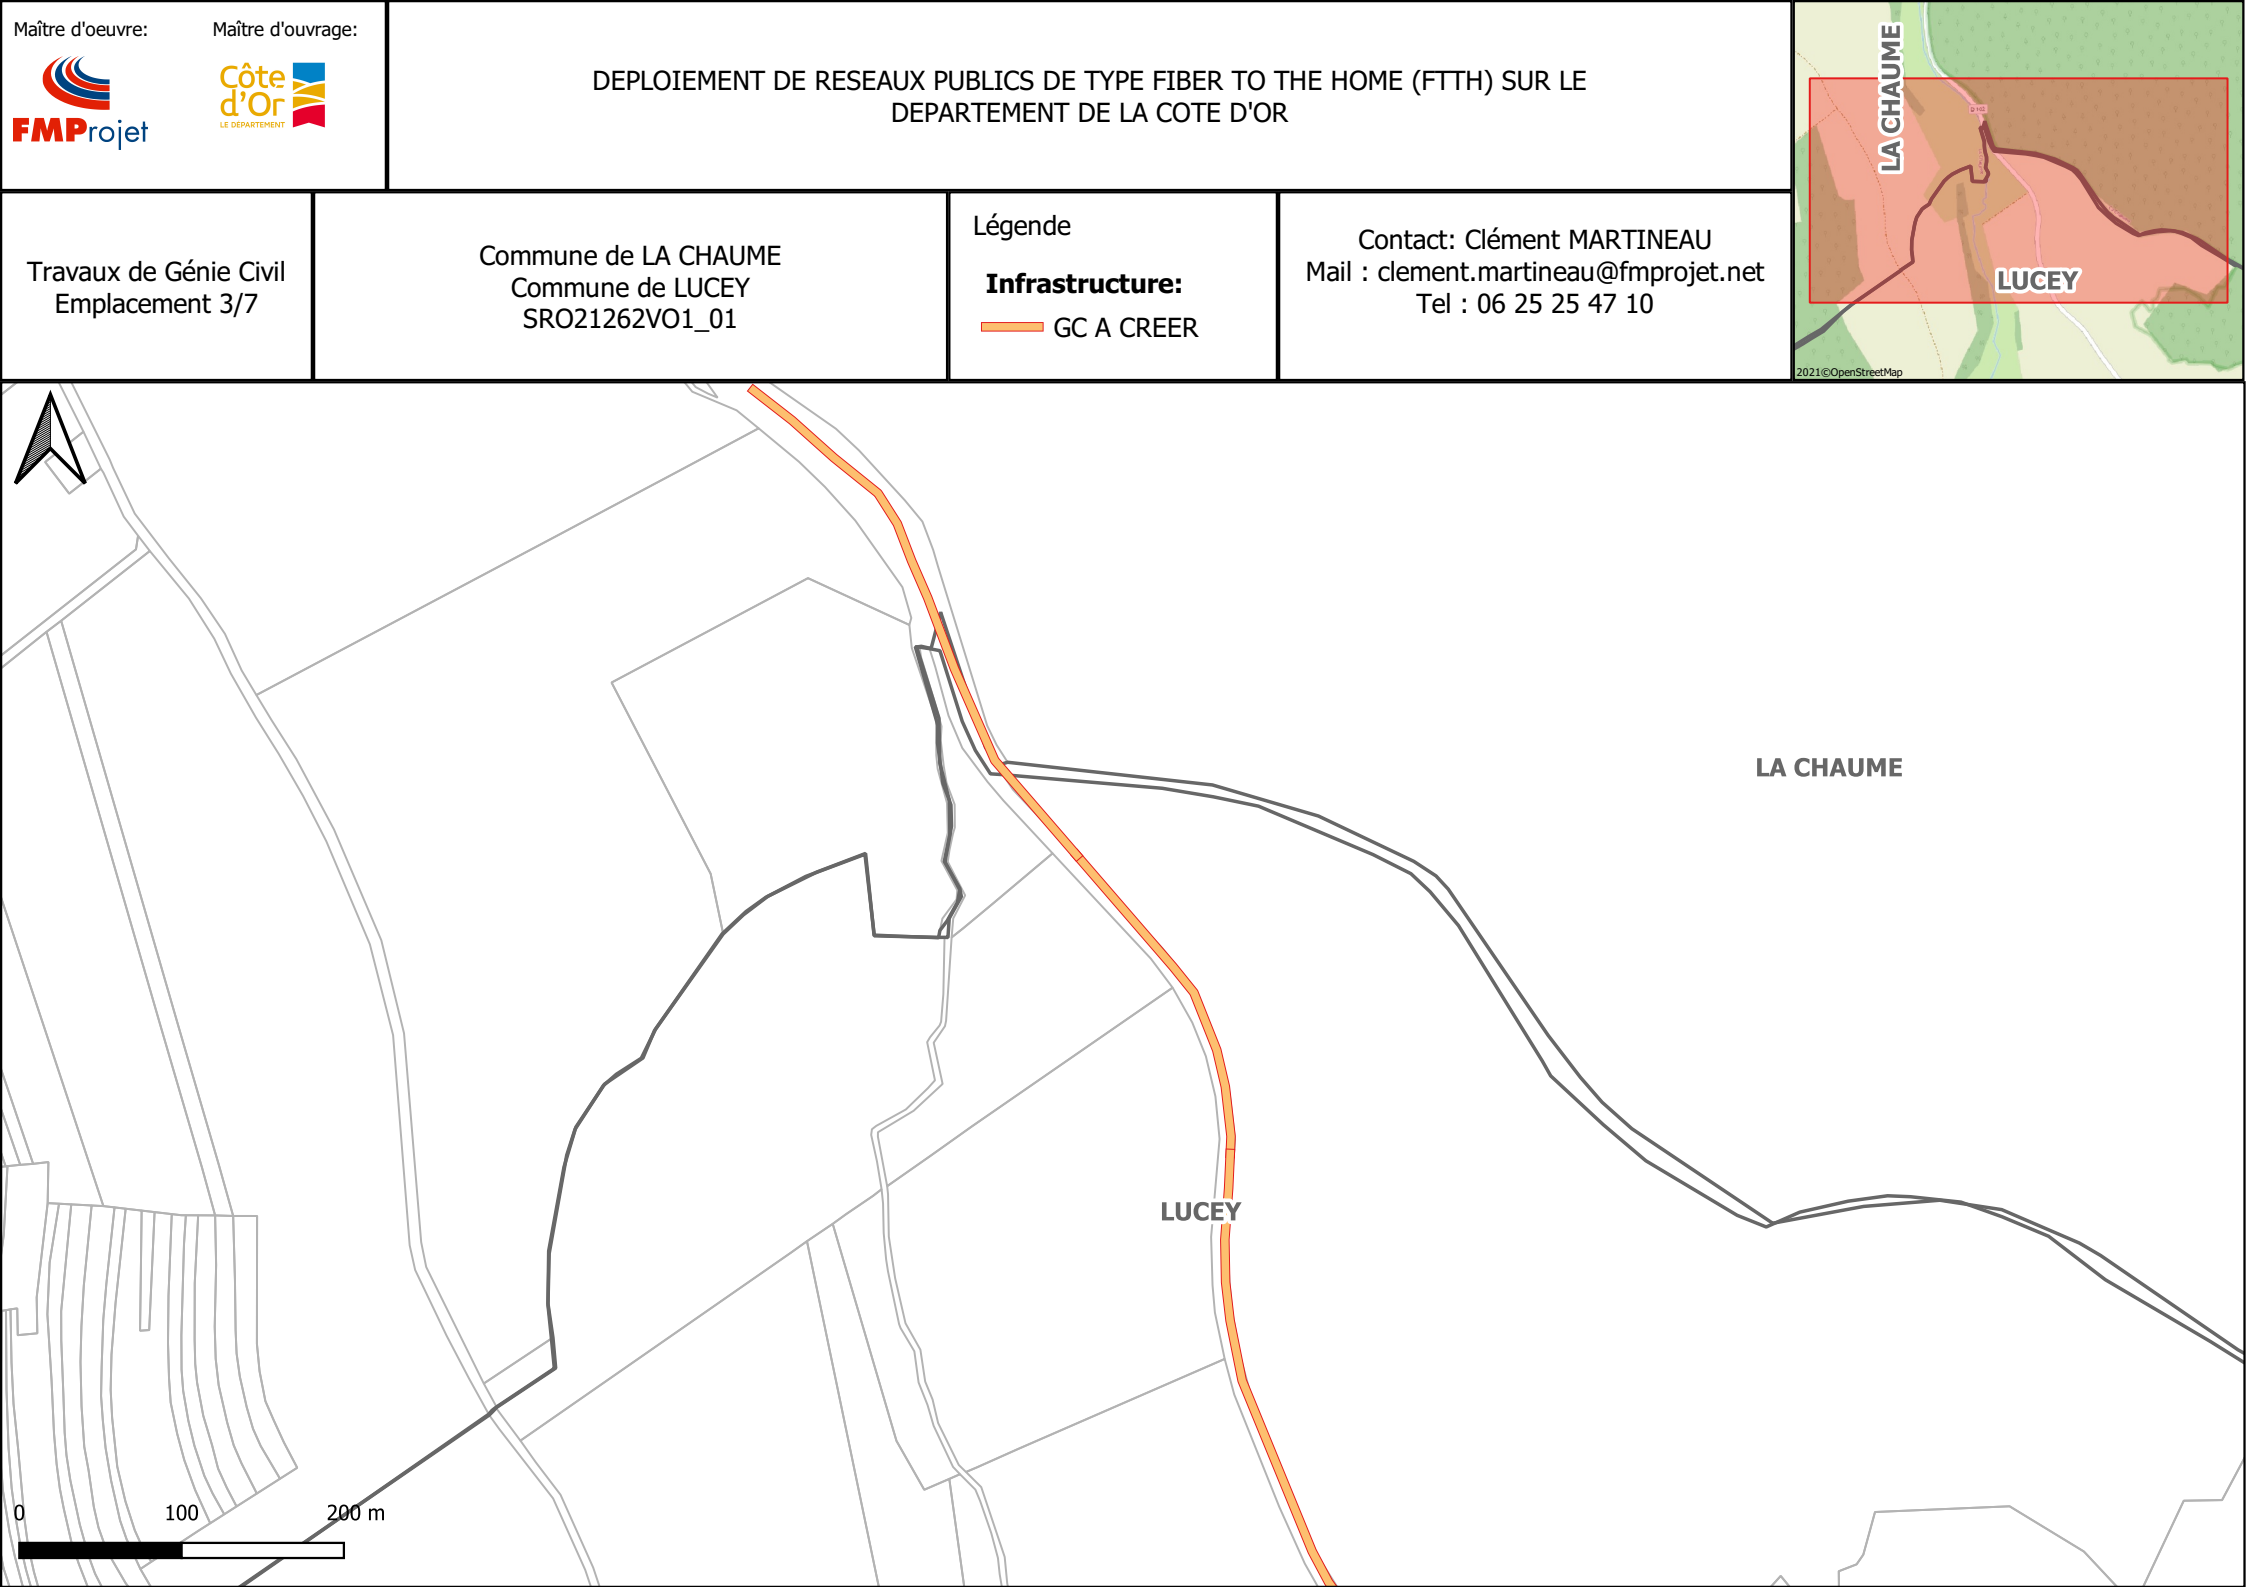 Maître d'oeuvre:
Maître d'ouvrage:
FMProjet
Côte
d'Or
LE DÉPARTEMENT
DEPLOIEMENT DE RESEAUX PUBLICS DE TYPE FIBER TO THE HOME (FTTH) SUR LE
DEPARTEMENT DE LA COTE D'OR
Travaux de Génie Civil
Emplacement 3/7
Commune de LA CHAUME
Commune de LUCEY
SRO21262VO1_01
Légende
Infrastructure:
GC A CREER
Contact: Clément MARTINEAU
Mail : clement.martineau@fmprojet.net
Tel : 06 25 25 47 10
LA CHAUME
LUCEY
2021©OpenStreetMap
LA CHAUME
LUCEY
0 100 200 m